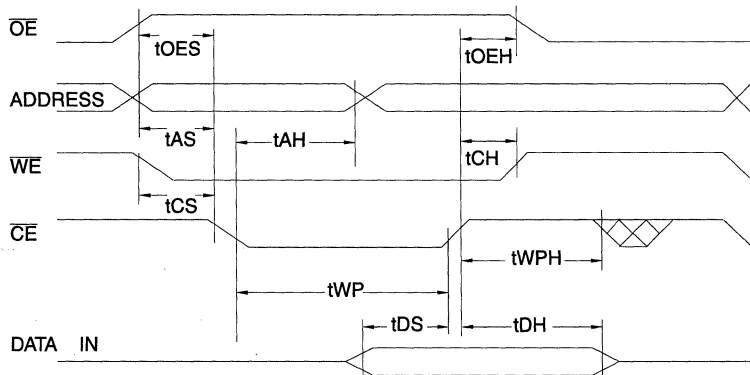 OE
tOES
tOEH
ADDRESS
tAS
tAH
tCH
WE
tCS
CE
tWPH
tWP
tDS
tDH
DATA IN